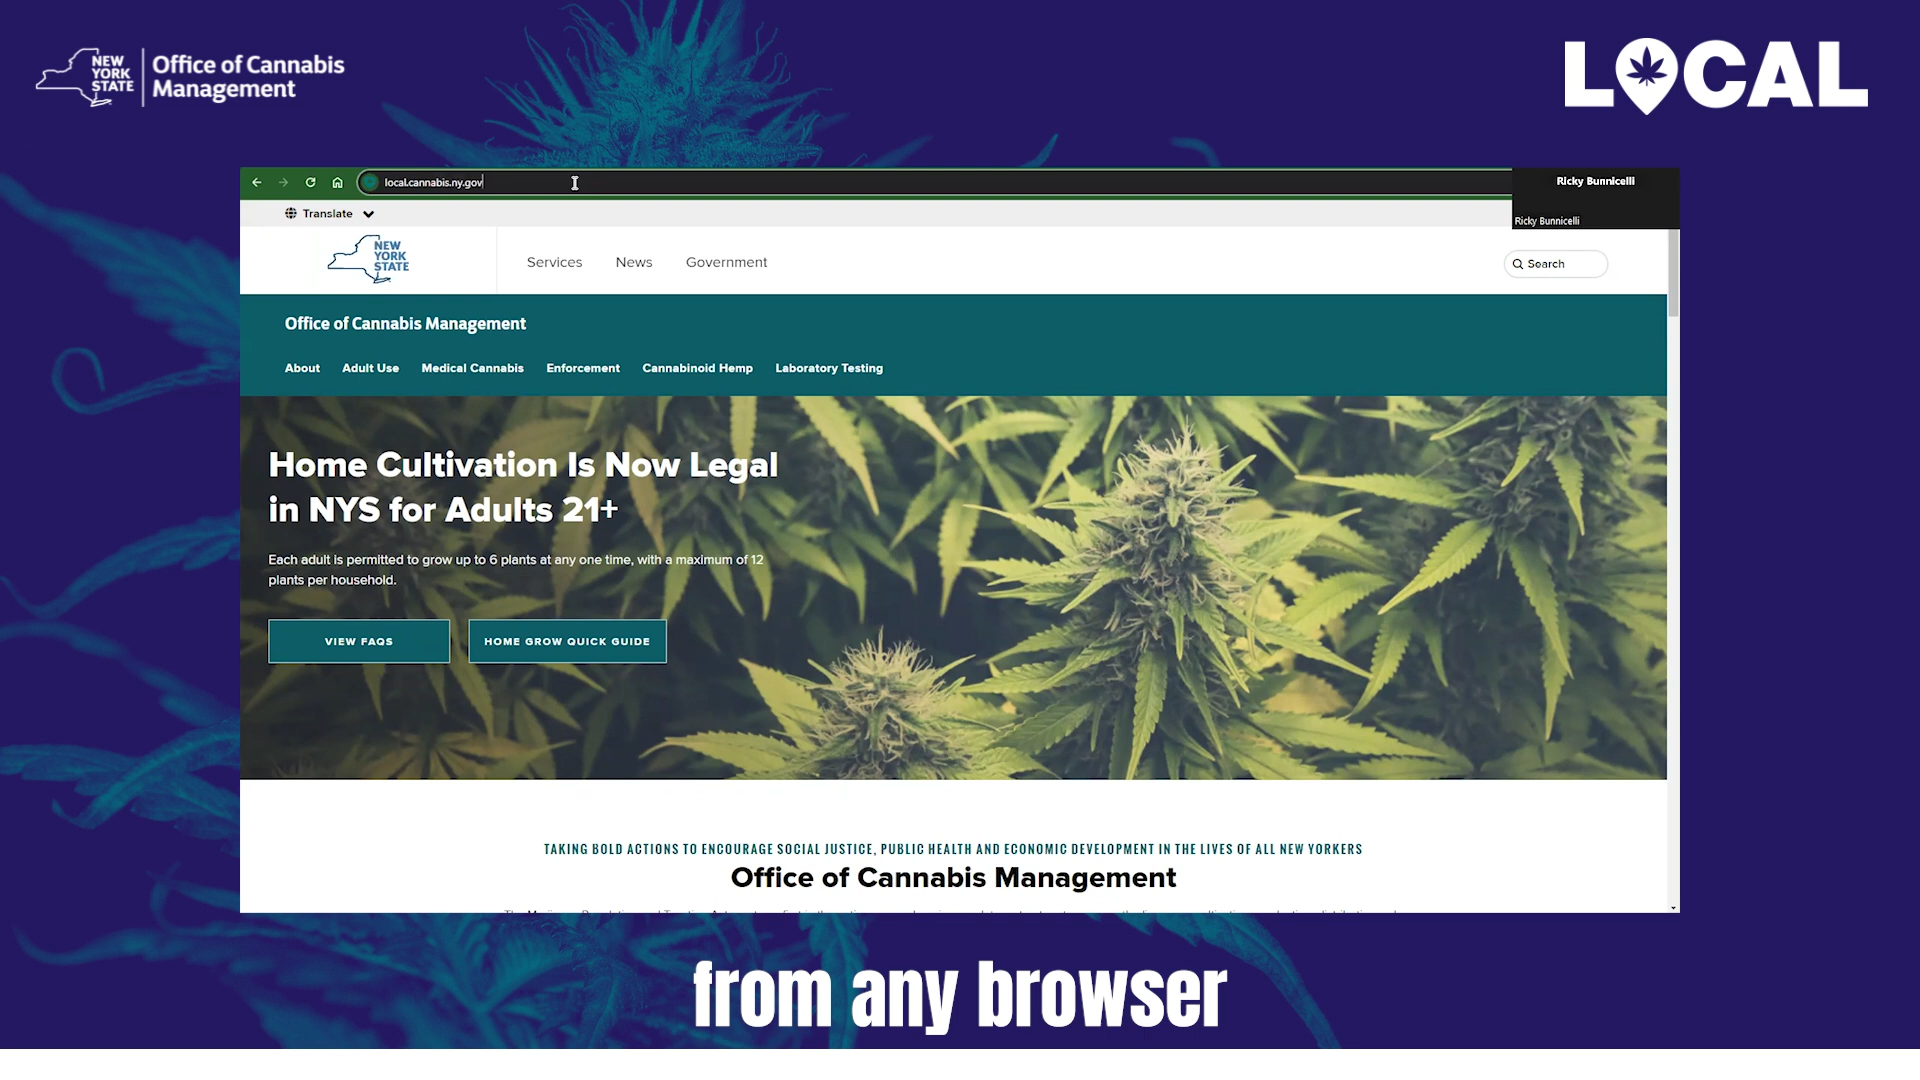 NEW
YORK
STATE
Office of Cannabis
Management
LOCAL
local.cannabis.ny.gov
Ricky Bunnicelli
Ricky Bunnicelli
Translate
NEW
YORK
STATE
Services News Government
Search
Office of Cannabis Management
About Adult Use Medical Cannabis Enforcement Cannabinoid Hemp Laboratory Testing
Home Cultivation Is Now Legal
in NYS for Adults 21+
Each adult is permitted to grow up to 6 plants at any one time, with a maximum of 12
plants per household.
VIEW FAQS HOME GROW QUICK GUIDE
TAKING BOLD ACTIONS TO ENCOURAGE SOCIAL JUSTICE, PUBLIC HEALTH AND ECONOMIC DEVELOPMENT IN THE LIVES OF ALL NEW YORKERS
Office of Cannabis Management
from any browser